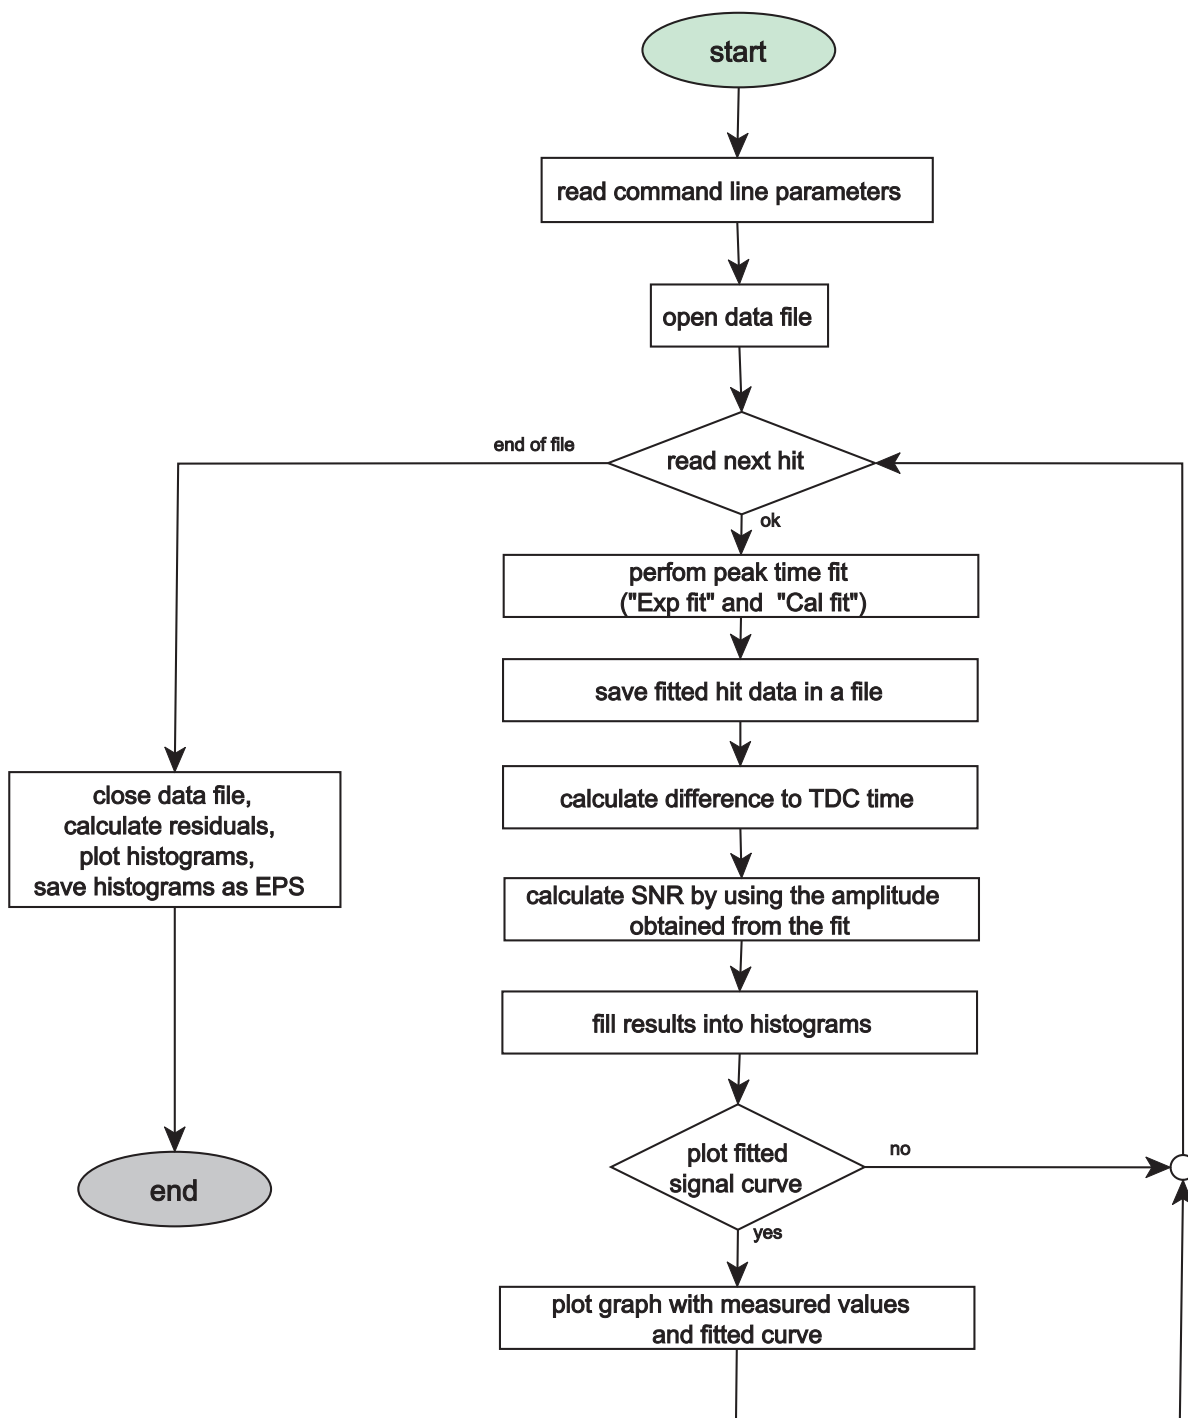 start
read command line parameters
open data file
end of file
read next hit
ok
perfom peak time fit
("Exp fit" and "Cal fit")
save fitted hit data in a file
close data file,
calculate residuals,
plot histograms,
save histograms as EPS
calculate difference to TDC time
calculate SNR by using the amplitude
obtained from the fit
fill results into histograms
plot fitted
signal curve
no
end
yes
plot graph with measured values
and fitted curve